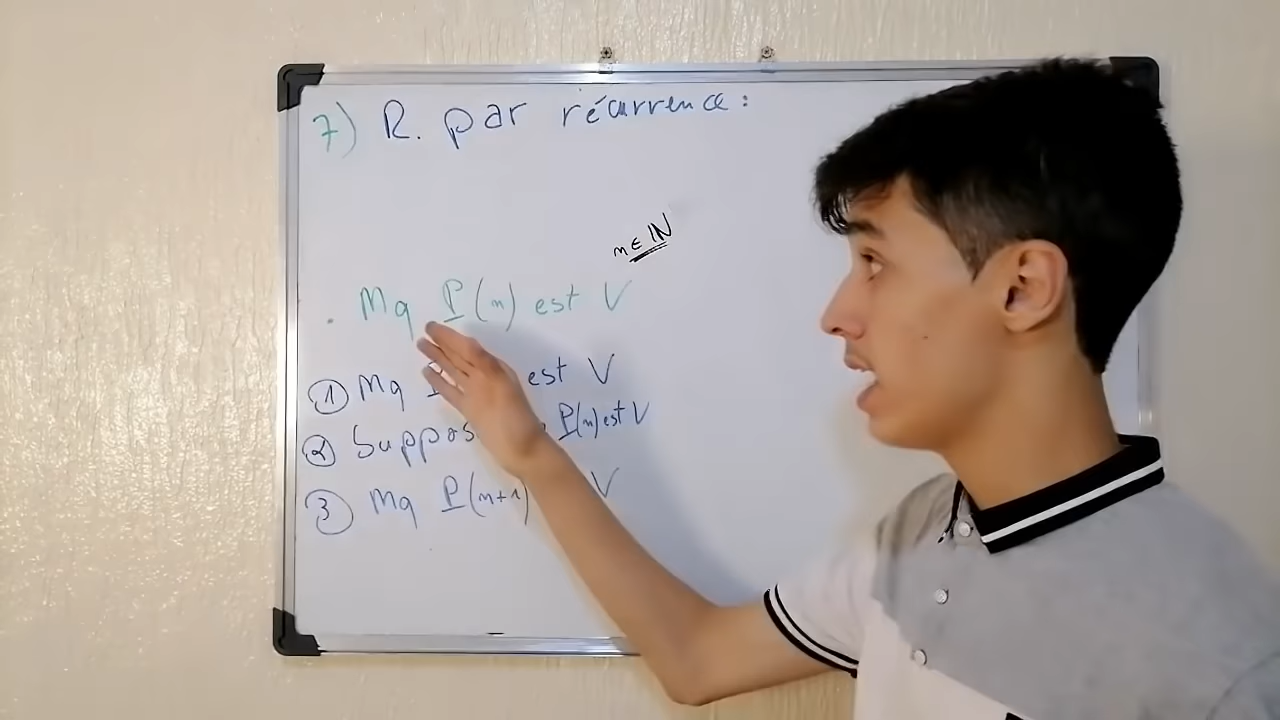 7) R. par récurrence :
n ∈ IN
. Mq P(n) est V
① Mq est V
② Suppos P(n) est V
③ Mq P(n+1) V